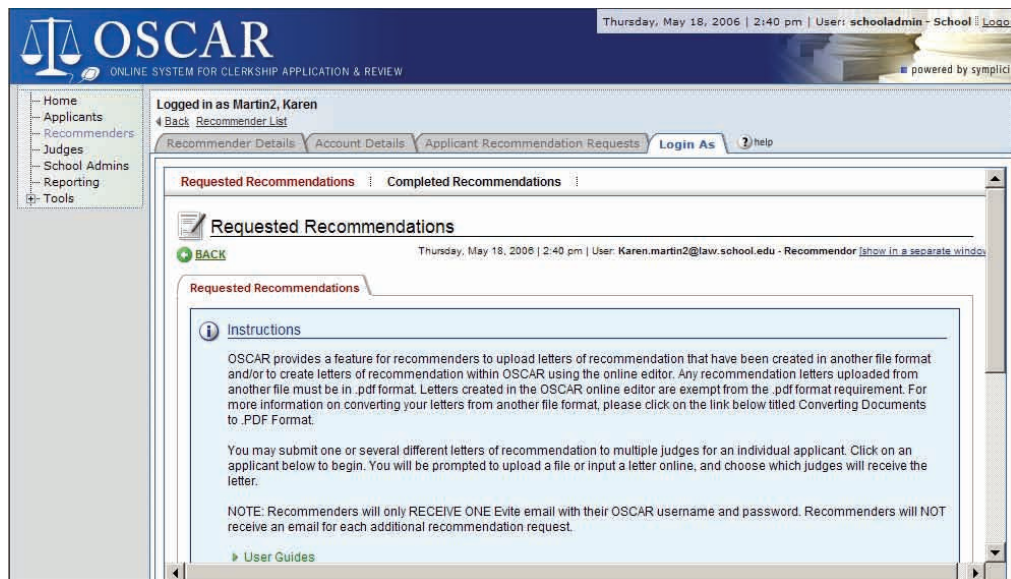 Thursday, May 18, 2006 | 2:40 pm | User: schooladmin - School Logo
OSCAR
ONLINE SYSTEM FOR CLERKSHIP APPLICATION & REVIEW
powered by symplici
Home
Applicants
Recommenders
Judges
School Admins
Reporting
Tools
Logged in as Martin2, Karen
Back Recommender List
Recommender Details Account Details Applicant Recommendation Requests Login As ? help
Requested Recommendations Completed Recommendations
Requested Recommendations
BACK Thursday, May 18, 2006 | 2:40 pm | User: Karen.martin2@law.school.edu - Recommendor [show in a separate window
Requested Recommendations
Instructions
OSCAR provides a feature for recommenders to upload letters of recommendation that have been created in another file format
and/or to create letters of recommendation within OSCAR using the online editor. Any recommendation letters uploaded from
another file must be in .pdf format. Letters created in the OSCAR online editor are exempt from the .pdf format requirement. For
more information on converting your letters from another file format, please click on the link below titled Converting Documents
to .PDF Format.
You may submit one or several different letters of recommendation to multiple judges for an individual applicant. Click on an
applicant below to begin. You will be prompted to upload a file or input a letter online, and choose which judges will receive the
letter.
NOTE: Recommenders will only RECEIVE ONE Evite email with their OSCAR username and password. Recommenders will NOT
receive an email for each additional recommendation request.
User Guides